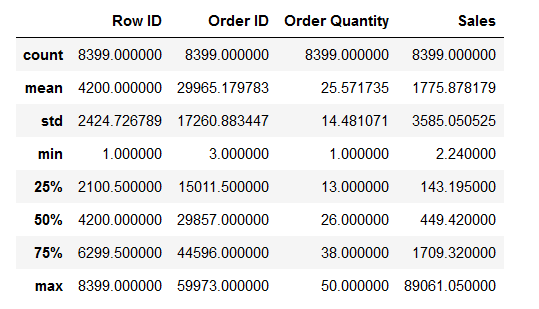 Row ID Order ID Order Quantity Sales
count 8399.000000 8399.000000 8399.000000 8399.000000
mean 4200.000000 29965.179783 25.571735 1775.878179
std 2424.726789 17260.883447 14.481071 3585.050525
min 1.000000 3.000000 1.000000 2.240000
25% 2100.500000 15011.500000 13.000000 143.195000
50% 4200.000000 29857.000000 26.000000 449.420000
75% 6299.500000 44596.000000 38.000000 1709.320000
max 8399.000000 59973.000000 50.000000 89061.050000